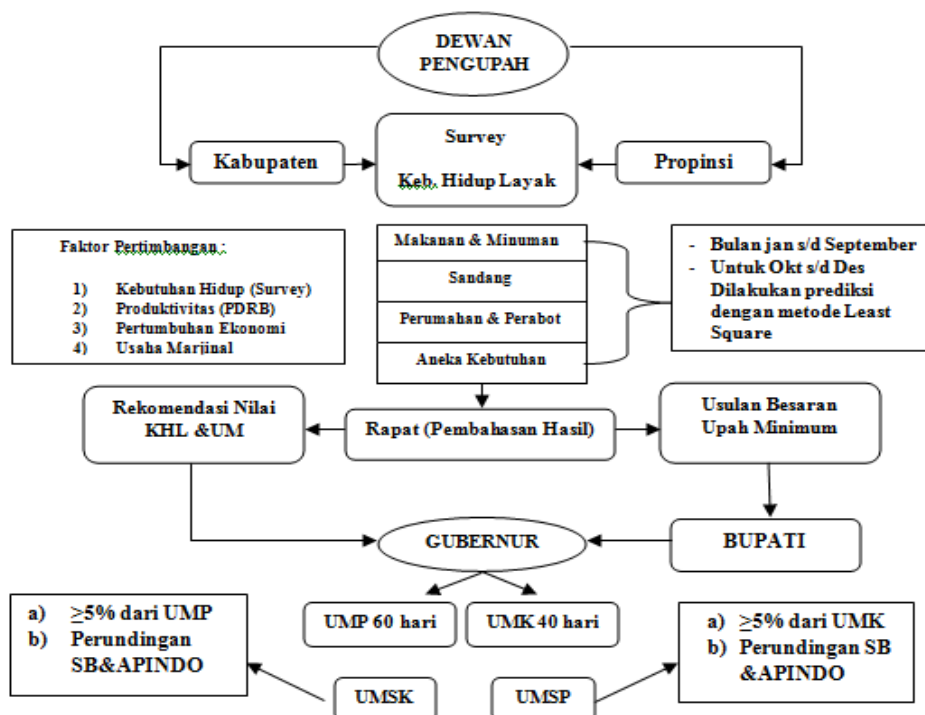 DEWAN
PENGUPAH
Kabupaten
Survey
Keb. Hidup Layak
Propinsi
Faktor Pertimbangan :
1) Kebutuhan Hidup (Survey)
2) Produktivitas (PDRB)
3) Pertumbuhan Ekonomi
4) Usaha Marjinal
Makanan & Minuman
Sandang
Perumahan & Perabot
Aneka Kebutuhan
- Bulan jan s/d September
- Untuk Okt s/d Des
Dilakukan prediksi
dengan metode Least
Square
Rekomendasi Nilai
KHL &UM
Rapat (Pembahasan Hasil)
Usulan Besaran
Upah Minimum
GUBERNUR
BUPATI
UMP 60 hari
UMK 40 hari
a) ≥5% dari UMP
b) Perundingan
SB&APINDO
a) ≥5% dari UMK
b) Perundingan SB
&APINDO
UMSK
UMSP